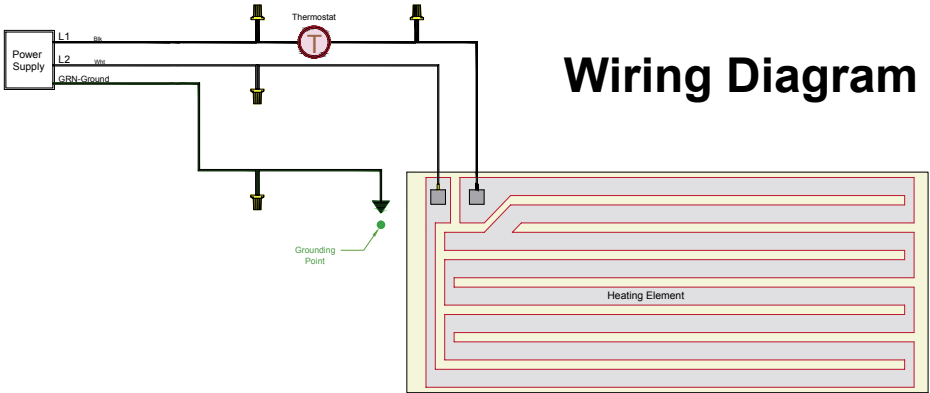 Thermostat
L1
Blk
T
Power
Supply
L2
Wht
GRN-Ground
Wiring Diagram
Grounding
Point
Heating Element